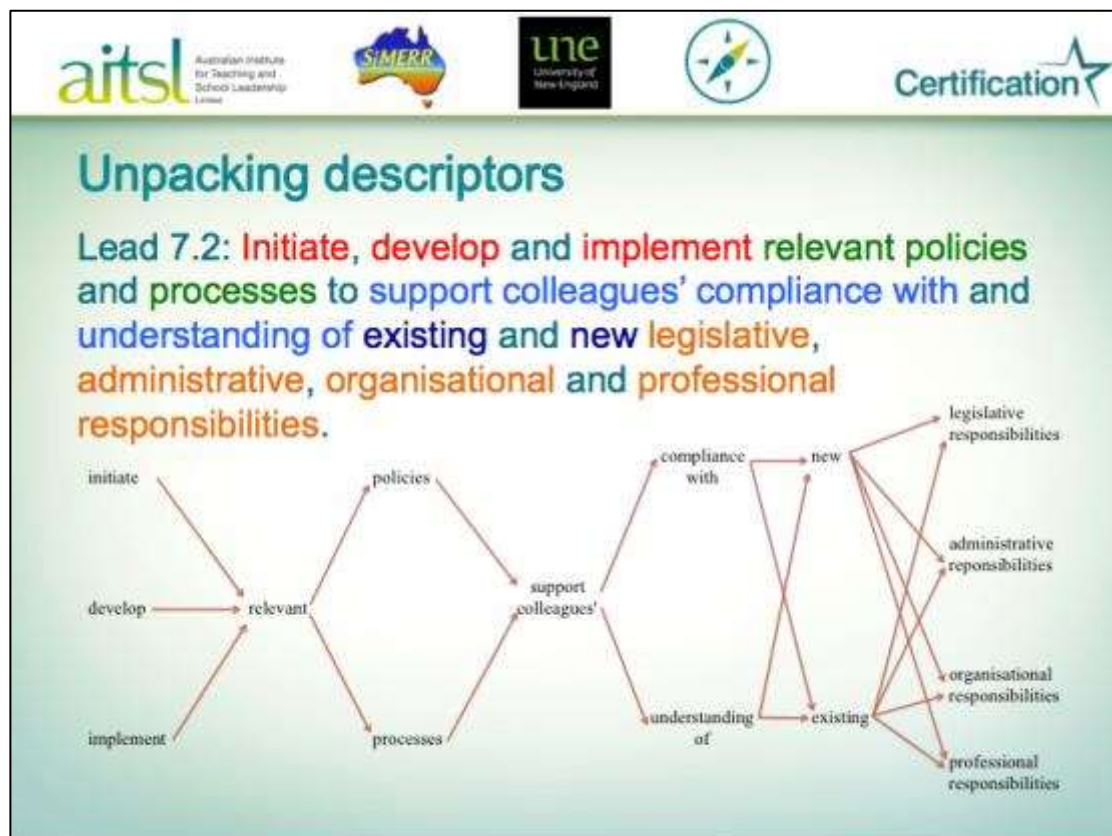 aitsl
Australian Institute
for Teaching and
School Leadership
Limited
SiMERR
une
University of
New England
Certification
Unpacking descriptors
Lead 7.2: Initiate, develop and implement relevant policies
and processes to support colleagues' compliance with and
understanding of existing and new legislative,
administrative, organisational and professional
responsibilities.
initiate
develop
implement
relevant
policies
processes
support
colleagues'
compliance
with
understanding
of
new
existing
legislative
responsibilities
administrative
reponsibilities
organisational
responsibilities
professional
responsibilities